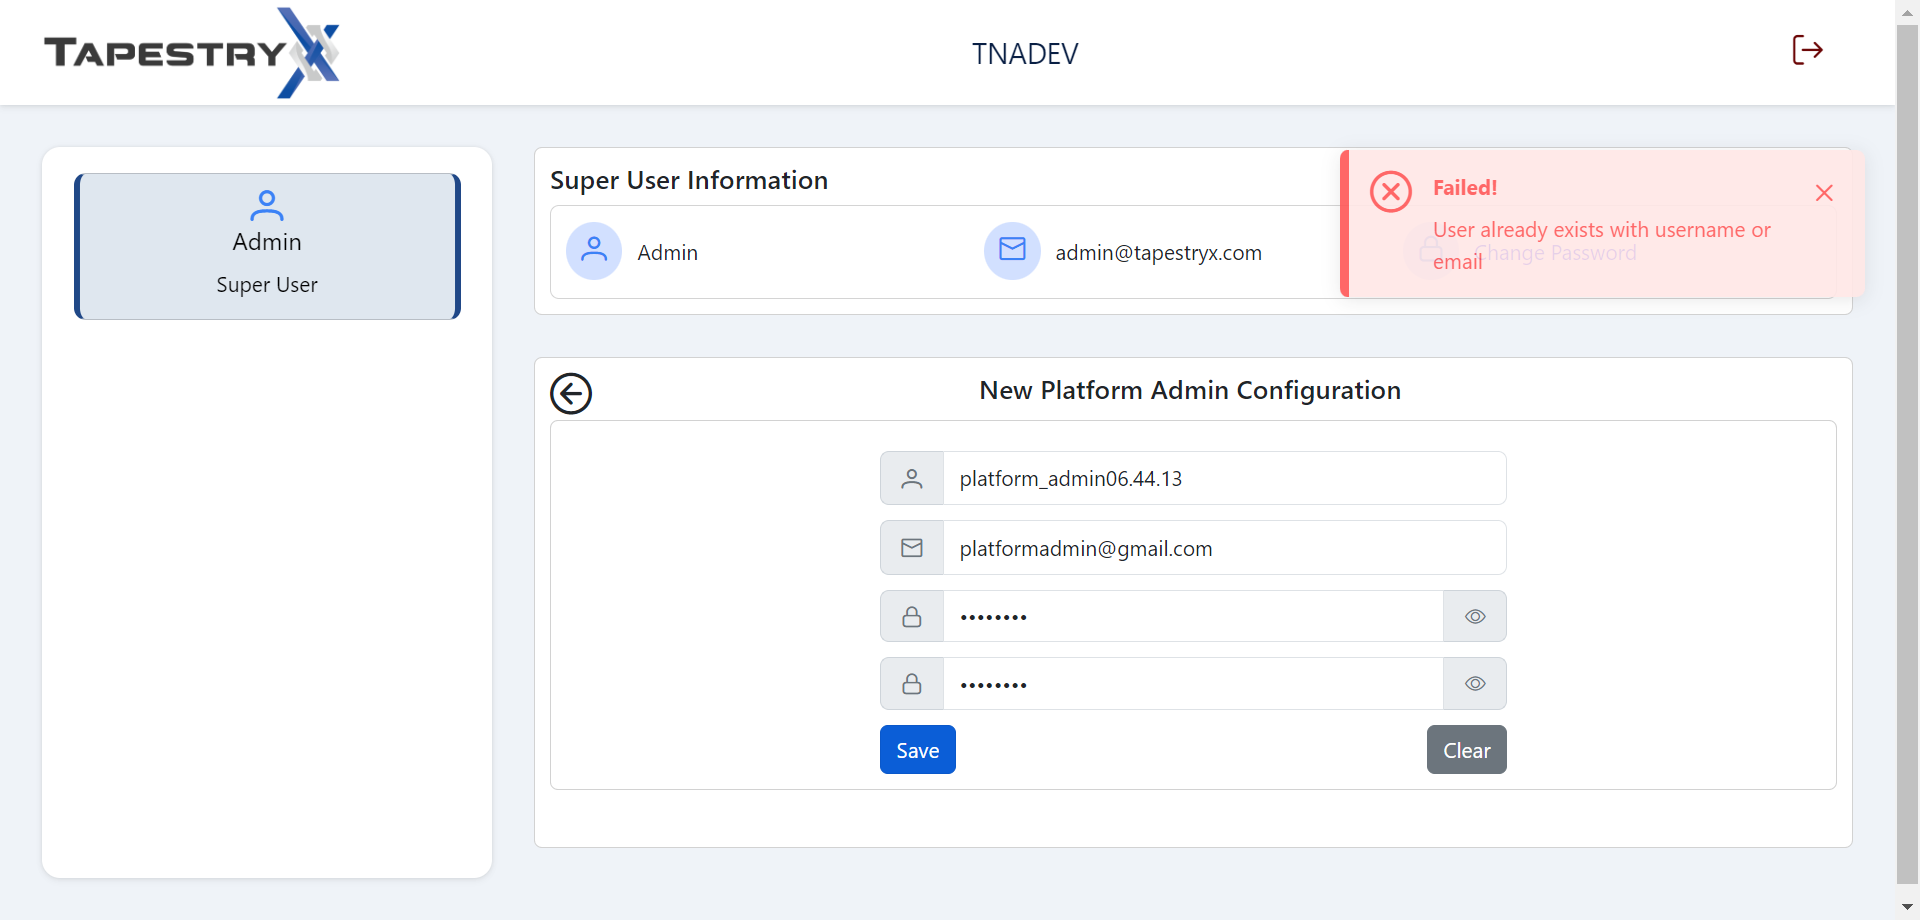 TAPESTRYX
TNADEV
Admin
Super User
Super User Information
Admin
admin@tapestryx.com
Change Password
Failed!
User already exists with username or
email
New Platform Admin Configuration
platform_admin06.44.13
platformadmin@gmail.com
••••••••
••••••••
Save
Clear